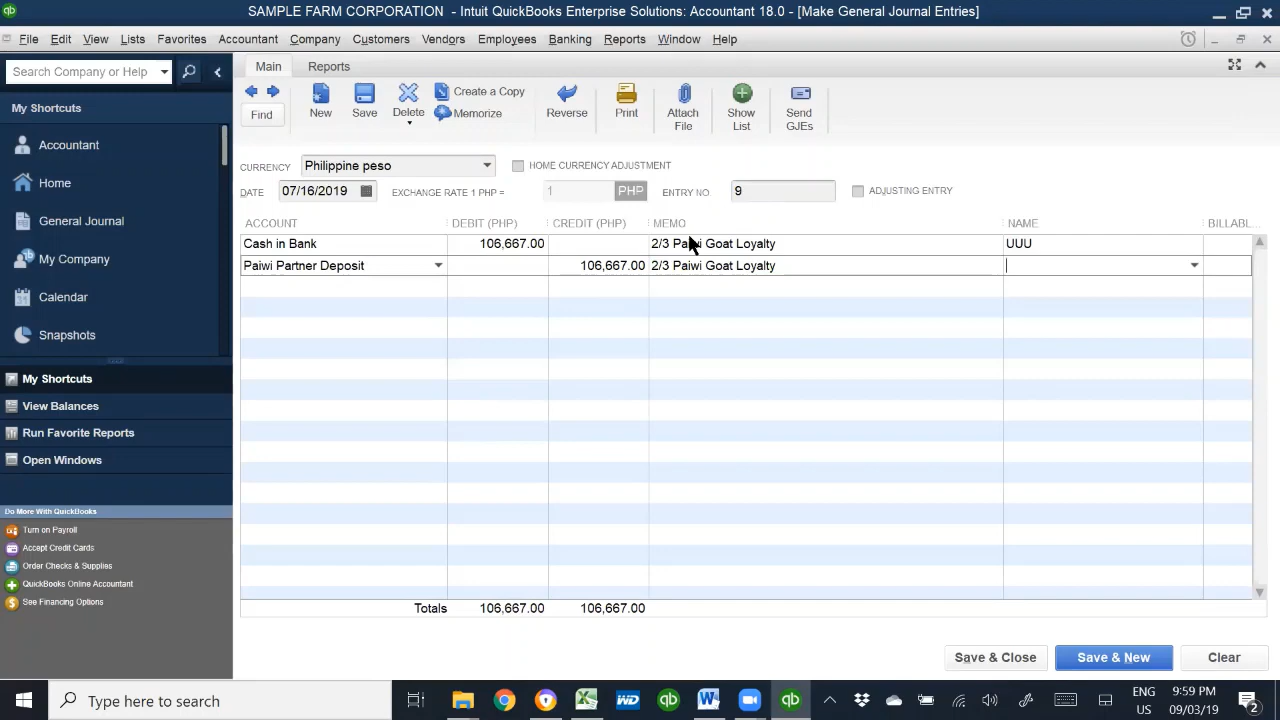 SAMPLE FARM CORPORATION - Intuit QuickBooks Enterprise Solutions: Accountant 18.0 - [Make General Journal Entries]
File Edit View Lists Favorites Accountant Company Customers Vendors Employees Banking Reports Window Help
Search Company or Help
My Shortcuts
Accountant
Home
General Journal
My Company
Calendar
Snapshots
My Shortcuts
View Balances
Run Favorite Reports
Open Windows
Do More With QuickBooks
Turn on Payroll
Accept Credit Cards
Order Checks & Supplies
QuickBooks Online Accountant
See Financing Options
Main Reports
Find
New
Save
Delete
Create a Copy
Memorize
Reverse
Print
Attach
File
Show
List
Send
GJEs
CURRENCY Philippine peso HOME CURRENCY ADJUSTMENT
DATE 07/16/2019 EXCHANGE RATE 1 PHP = 1 PHP ENTRY NO 9 ADJUSTING ENTRY
ACCOUNT DEBIT (PHP) CREDIT (PHP) MEMO NAME BILLABL...
Cash in Bank 106,667.00 2/3 Paiwi Goat Loyalty UUU
Paiwi Partner Deposit 106,667.00 2/3 Paiwi Goat Loyalty
Totals 106,667.00 106,667.00
Save & Close Save & New Clear
Type here to search
ENG
US
9:59 PM
09/03/19
2